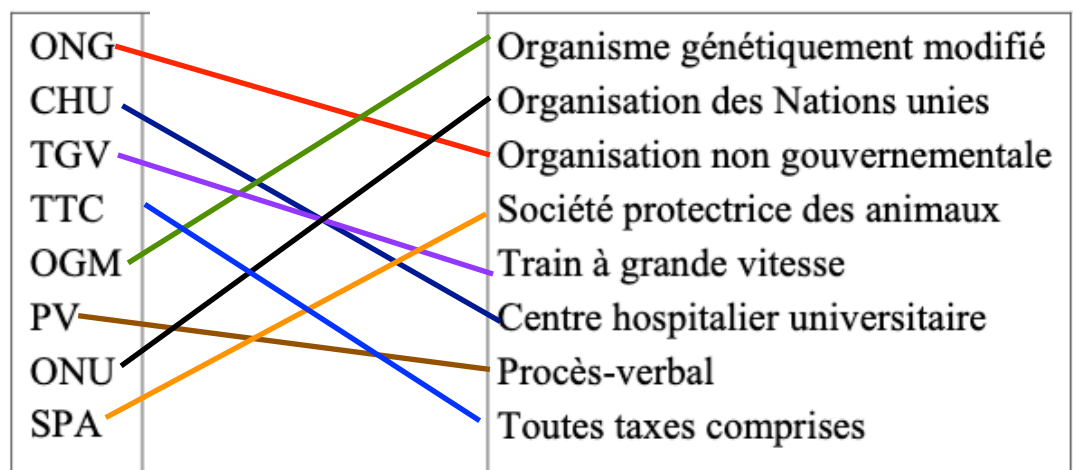 ONG
CHU
TGV
TTC
OGM
PV
ONU
SPA
Organisme génétiquement modifié
Organisation des Nations unies
Organisation non gouvernementale
Société protectrice des animaux
Train à grande vitesse
Centre hospitalier universitaire
Procès-verbal
Toutes taxes comprises